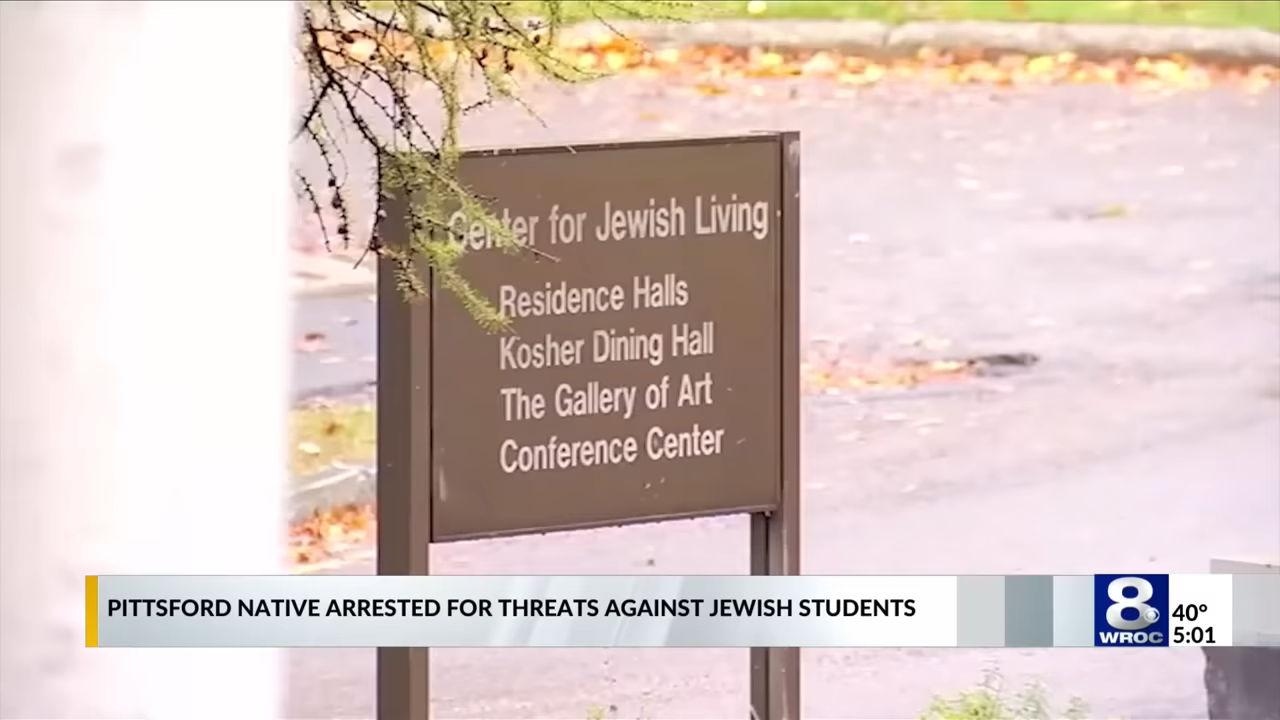 Center for Jewish Living
Residence Halls
Kosher Dining Hall
The Gallery of Art
Conference Center
PITTSFORD NATIVE ARRESTED FOR THREATS AGAINST JEWISH STUDENTS
8
WROC
40°
5:01